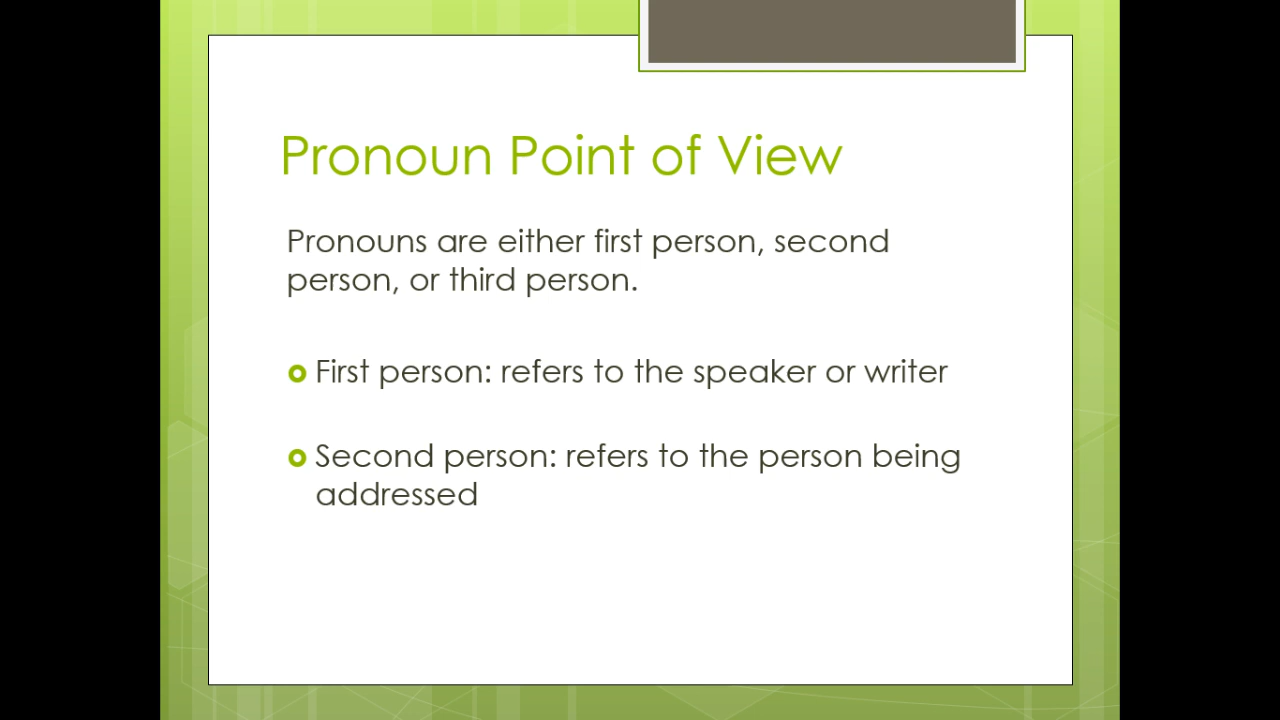 Pronoun Point of View
Pronouns are either first person, second
person, or third person.
First person: refers to the speaker or writer
Second person: refers to the person being
addressed